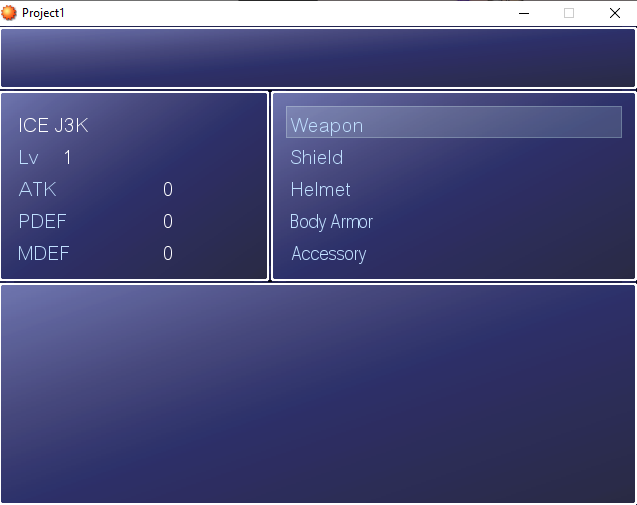 Project1
ICE J3K
Lv 1
ATK 0
PDEF 0
MDEF 0
Weapon
Shield
Helmet
Body Armor
Accessory